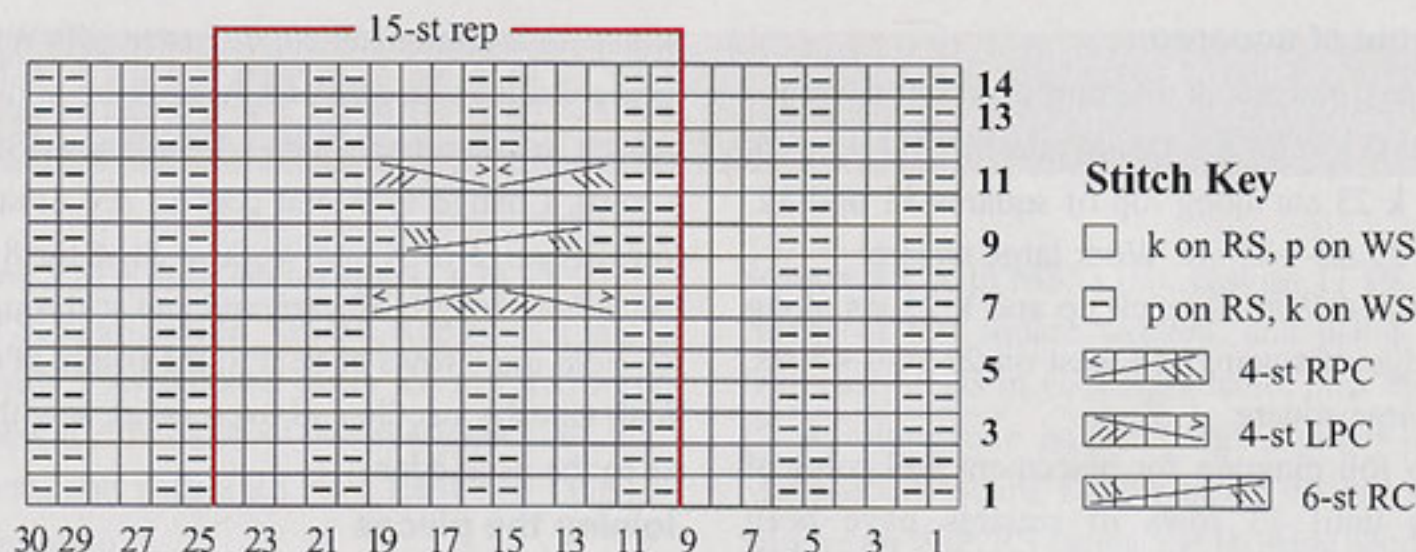 15-st rep
14
13
11
9
7
5
3
1
30 29 27 25 23 21 19 17 15 13 11 9 7 5 3 1
Stitch Key
k on RS, p on WS
p on RS, k on WS
4-st RPC
4-st LPC
6-st RC